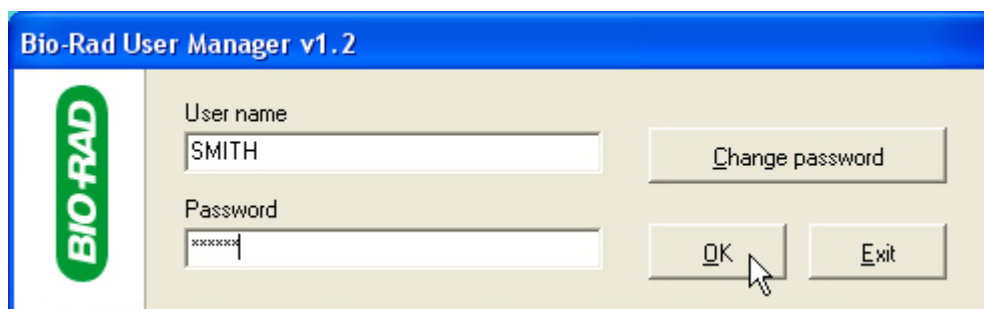 Bio-Rad User Manager v1.2
BIO-RAD
User name
SMITH
Change password
Password
******
OK
Exit